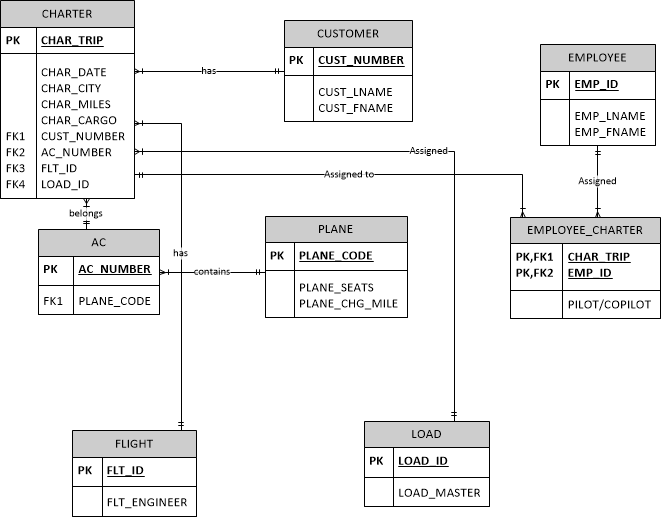 CHARTER
PK CHAR_TRIP
CHAR_DATE
CHAR_CITY
CHAR_MILES
CHAR_CARGO
FK1 CUST_NUMBER
FK2 AC_NUMBER
FK3 FLT_ID
FK4 LOAD_ID
has
CUSTOMER
PK CUST_NUMBER
CUST_LNAME
CUST_FNAME
EMPLOYEE
PK EMP_ID
EMP_LNAME
EMP_FNAME
Assigned
Assigned to
Assigned
belongs
AC
PK AC_NUMBER
FK1 PLANE_CODE
has
contains
PLANE
PK PLANE_CODE
PLANE_SEATS
PLANE_CHG_MILE
EMPLOYEE_CHARTER
PK,FK1 CHAR_TRIP
PK,FK2 EMP_ID
PILOT/COPILOT
FLIGHT
PK FLT_ID
FLT_ENGINEER
LOAD
PK LOAD_ID
LOAD_MASTER